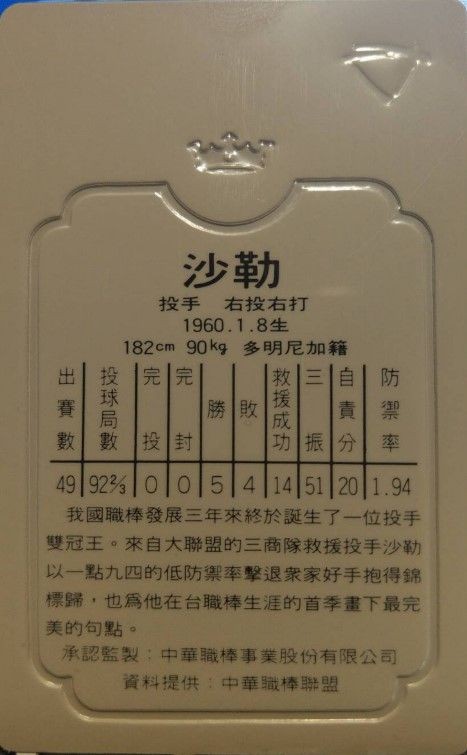 沙勒
投手 右投右打
1960.1.8生
182cm 90kg 多明尼加籍
出賽數 投球局數 完投 完封 勝 敗 救援成功 三振 自責分 防禦率
49 92⅔ 0 0 5 4 14 51 20 1.94
我國職棒發展三年來終於誕生了一位投手
雙冠王。來自大聯盟的三商隊救援投手沙勒
以一點九四的低防禦率擊退衆家好手抱得錦
標歸，也爲他在台職棒生涯的首季畫下最完
美的句點。
承認監製：中華職棒事業股份有限公司
資料提供：中華職棒聯盟